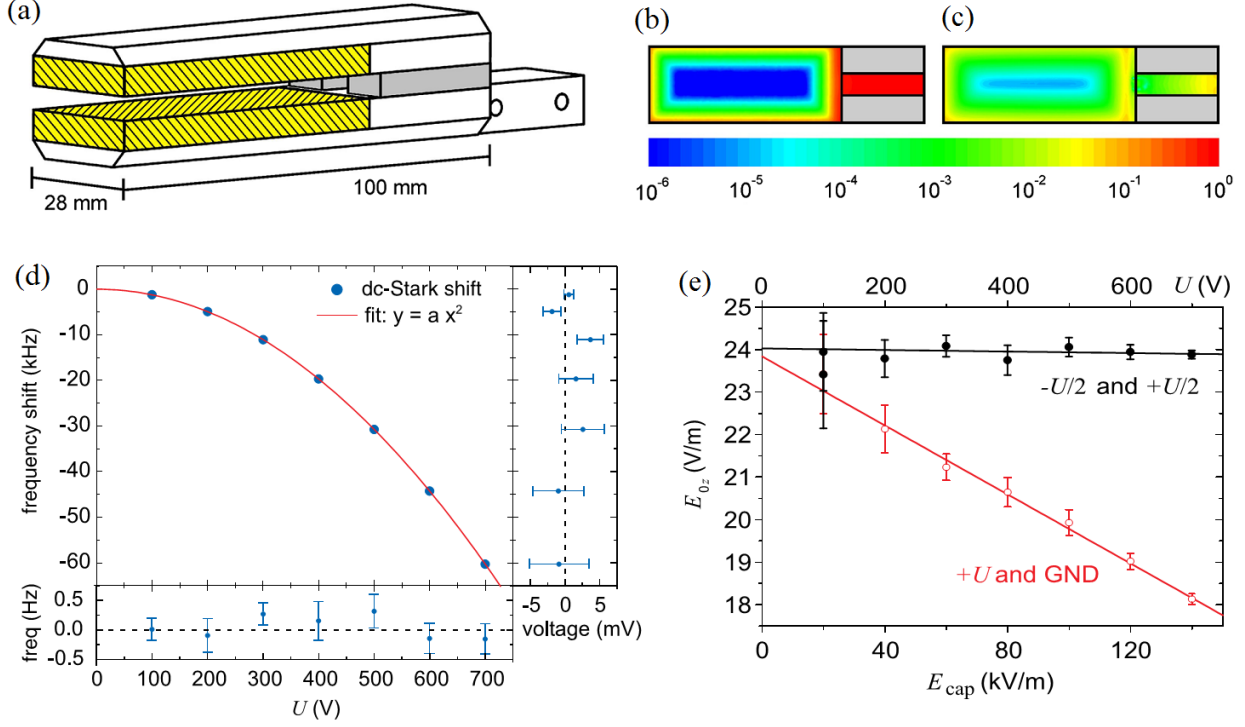 (a)
28 mm
100 mm
(b)
(c)
10⁻⁶ 10⁻⁵ 10⁻⁴ 10⁻³ 10⁻² 10⁻¹ 10⁰
(d)
frequency shift (kHz)
0
-10
-20
-30
-40
-50
-60
dc-Stark shift
fit: y = a x²
-5 0 5
voltage (mV)
freq (Hz)
0.5
0.0
-0.5
0 100 200 300 400 500 600 700
U (V)
(e)
0 200 400 600 U (V)
E₀z (V/m)
25
24
23
22
21
20
19
18
-U/2 and +U/2
+U and GND
0 40 80 120
Ecap (kV/m)